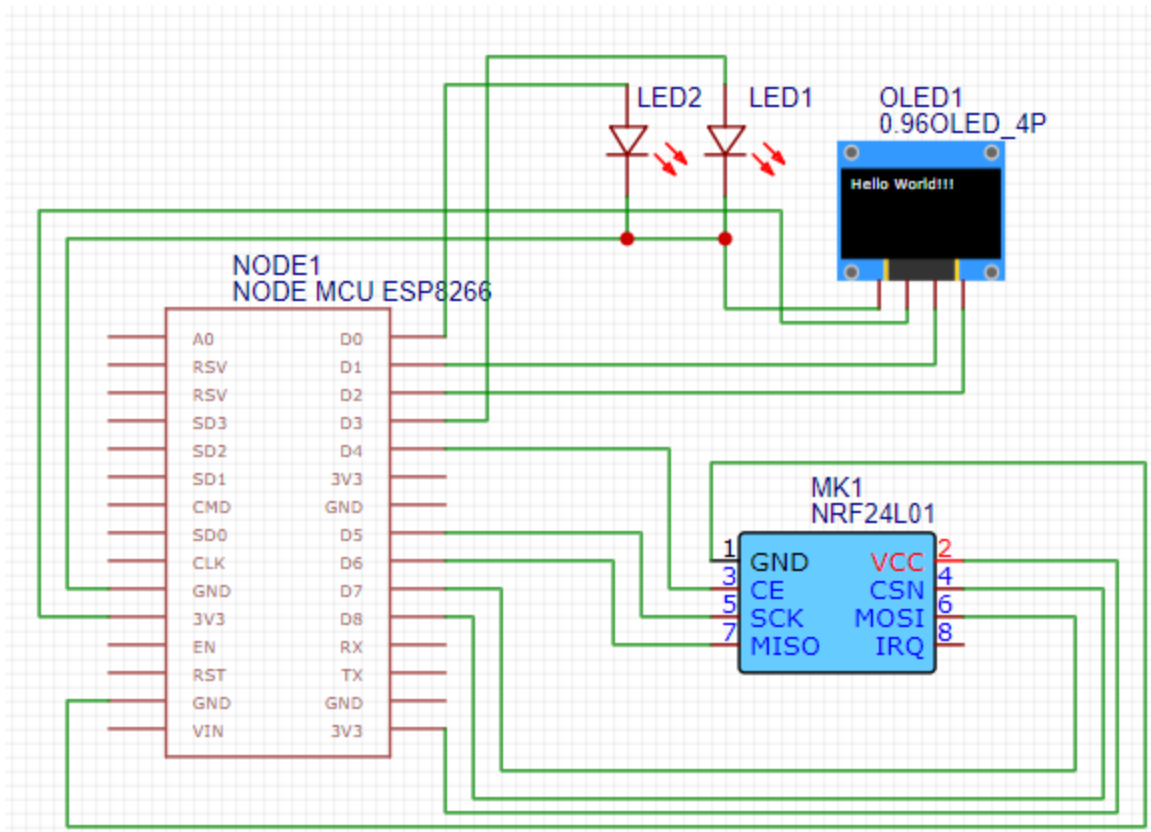 LED2 LED1 OLED1
0.96OLED_4P
Hello World!!!
NODE1
NODE MCU ESP8266
A0 D0
RSV D1
RSV D2
SD3 D3
SD2 D4
SD1 3V3
CMD GND
SD0 D5
CLK D6
GND D7
3V3 D8
EN RX
RST TX
GND GND
VIN 3V3
MK1
NRF24L01
1 GND VCC 2
3 CE CSN 4
5 SCK MOSI 6
7 MISO IRQ 8